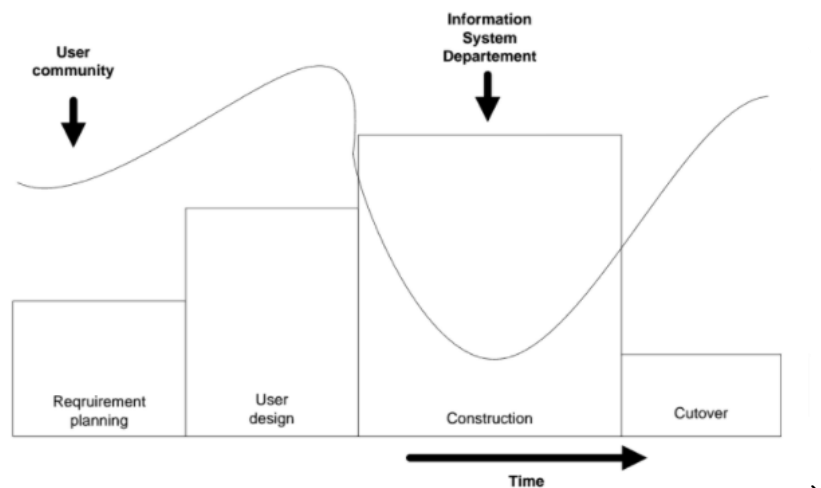 Information
System
Departement
User
community
Reqruirement
planning
User
design
Construction
Cutover
Time